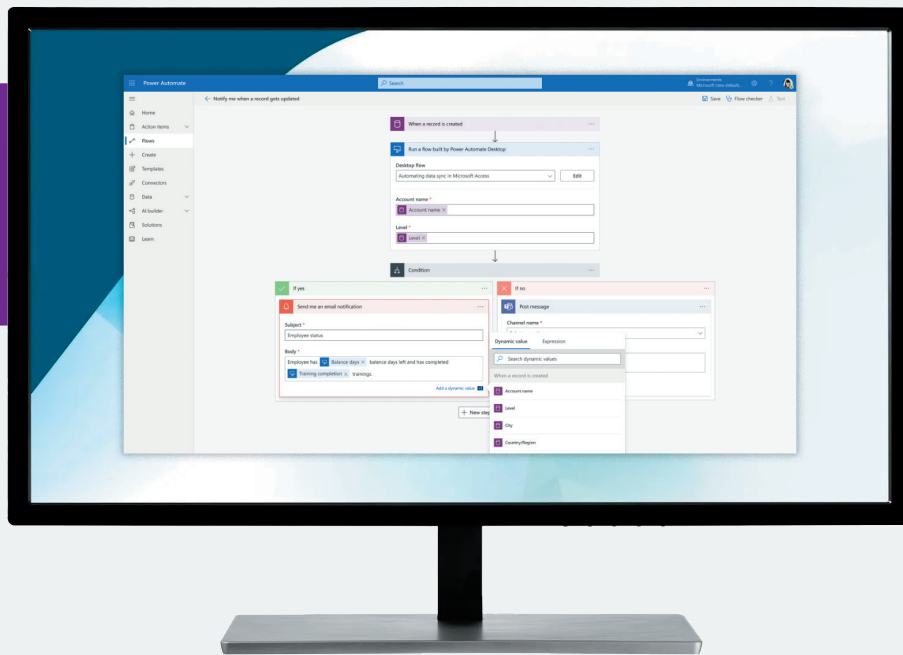 Power Automate
Search
Environments
Notify me when a record gets updated
Save
Flow checker
Test
Home
Action items
Flows
Create
Templates
Connectors
Data
AI builder
Solutions
Learn
When a record is created
Run a flow built by Power Automate Desktop
Desktop flow
Automating data sync in Microsoft Access
Edit
Account name *
Account name ×
Level *
Level ×
Condition
If yes
Send me an email notification
Subject *
Employee status
Body *
Employee has Balance days × balance days left and has completed
Training completion × trainings.
Add a dynamic value
+ New step
If no
Post message
Channel name *
Dynamic value Expression
Search dynamic values
When a record is created
Account name
Level
City
Country/Region